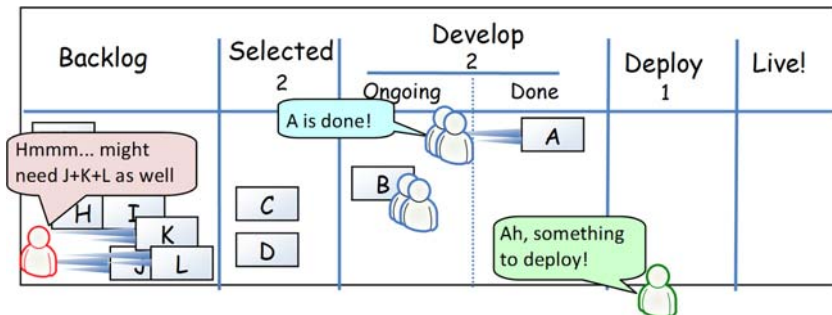 Backlog
Selected
2
Develop
2
Ongoing
Done
Deploy
1
Live!
A is done!
A
Hmmm... might
need J+K+L as well
B
H
I
K
J
L
C
D
Ah, something
to deploy!